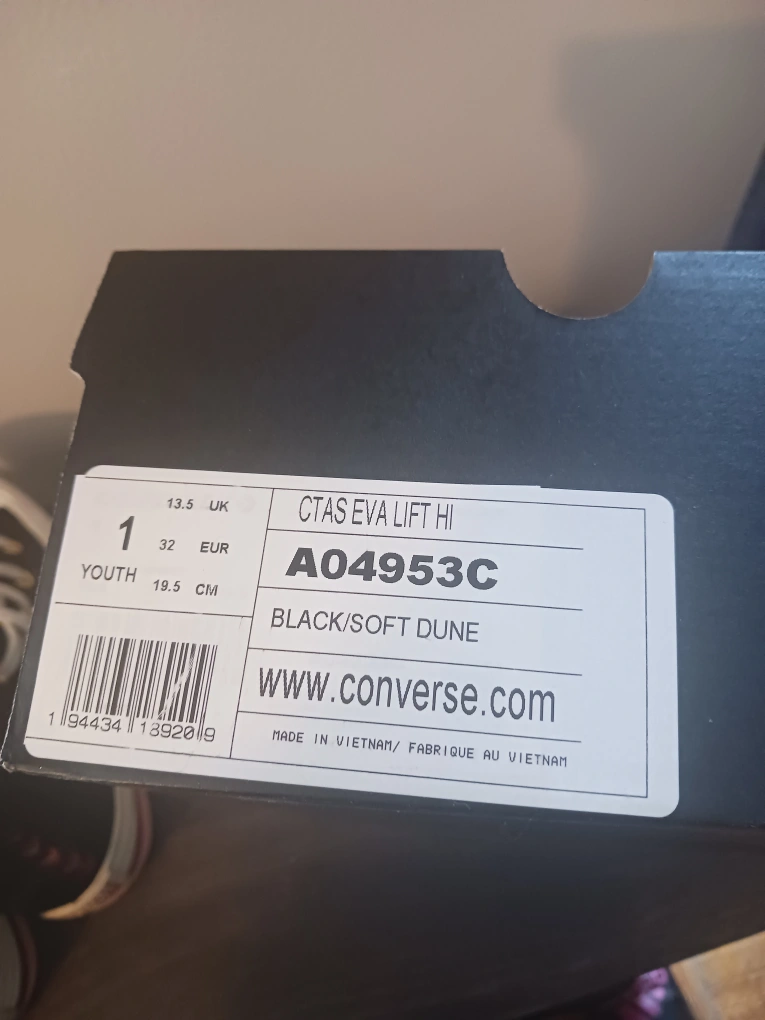 13.5 UK
1
32 EUR
YOUTH
19.5 CM
1 94434 18920 9
CTAS EVA LIFT HI
A04953C
BLACK/SOFT DUNE
www.converse.com
MADE IN VIETNAM/ FABRIQUE AU VIETNAM